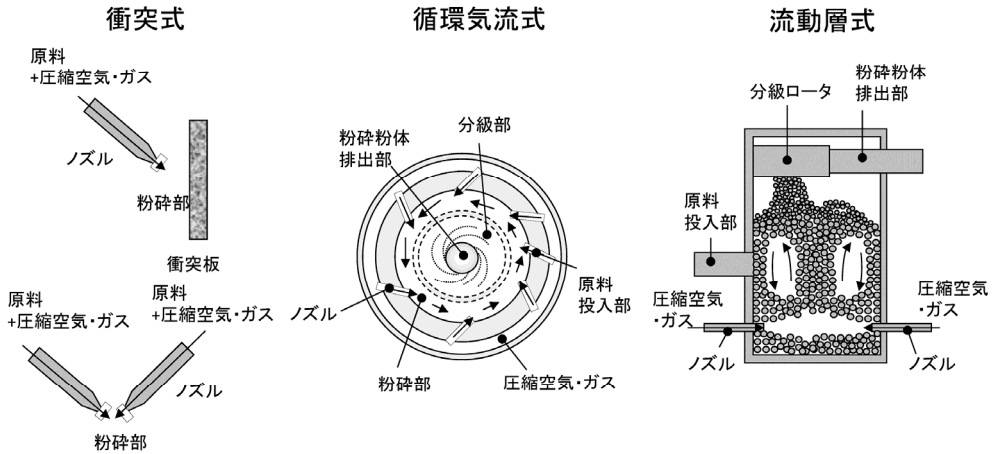 衝突式
原料
+圧縮空気・ガス
ノズル
粉砕部
衝突板
原料
+圧縮空気・ガス
原料
+圧縮空気・ガス
ノズル
粉砕部
循環気流式
粉砕粉体
排出部
分級部
原料
投入部
ノズル
粉砕部
圧縮空気・ガス
流動層式
分級ロータ
粉砕粉体
排出部
原料
投入部
圧縮空気
・ガス
圧縮空気
・ガス
ノズル
ノズル